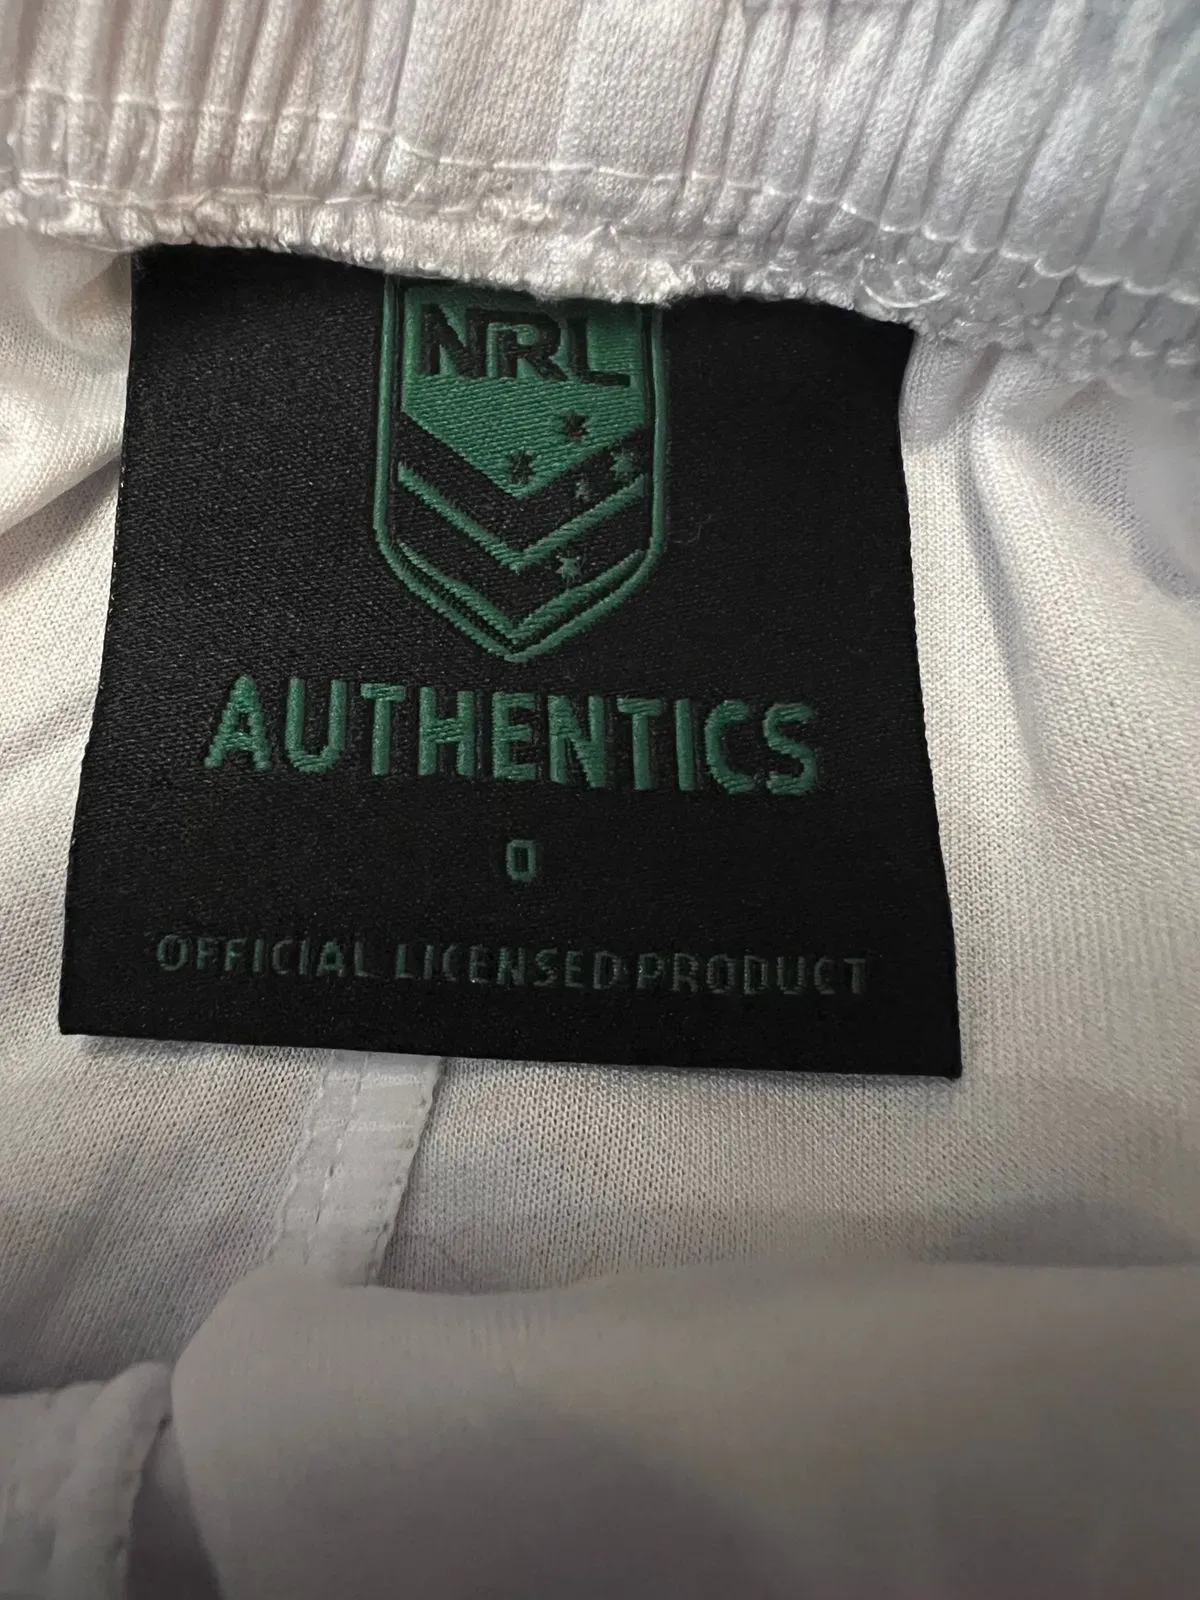 NRL
AUTHENTICS
0
OFFICIAL LICENSED PRODUCT